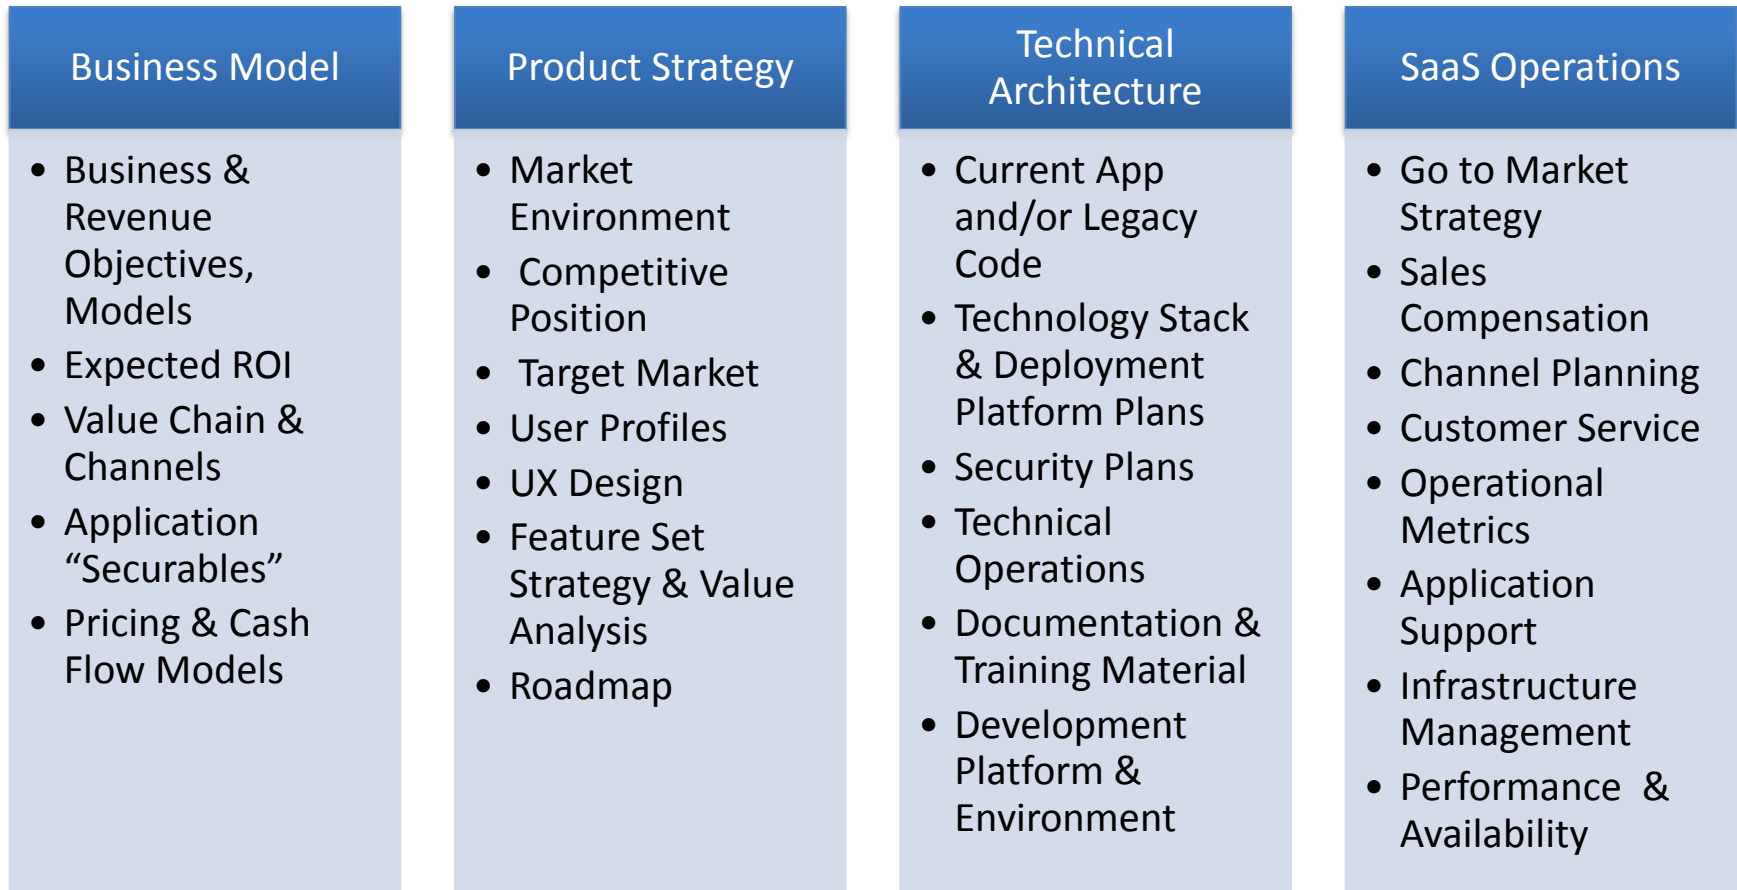 Business Model
• Business &
Revenue
Objectives,
Models
• Expected ROI
• Value Chain &
Channels
• Application
“Securables”
• Pricing & Cash
Flow Models
Product Strategy
• Market
Environment
• Competitive
Position
• Target Market
• User Profiles
• UX Design
• Feature Set
Strategy & Value
Analysis
• Roadmap
Technical
Architecture
• Current App
and/or Legacy
Code
• Technology Stack
& Deployment
Platform Plans
• Security Plans
• Technical
Operations
• Documentation &
Training Material
• Development
Platform &
Environment
SaaS Operations
• Go to Market
Strategy
• Sales
Compensation
• Channel Planning
• Customer Service
• Operational
Metrics
• Application
Support
• Infrastructure
Management
• Performance &
Availability